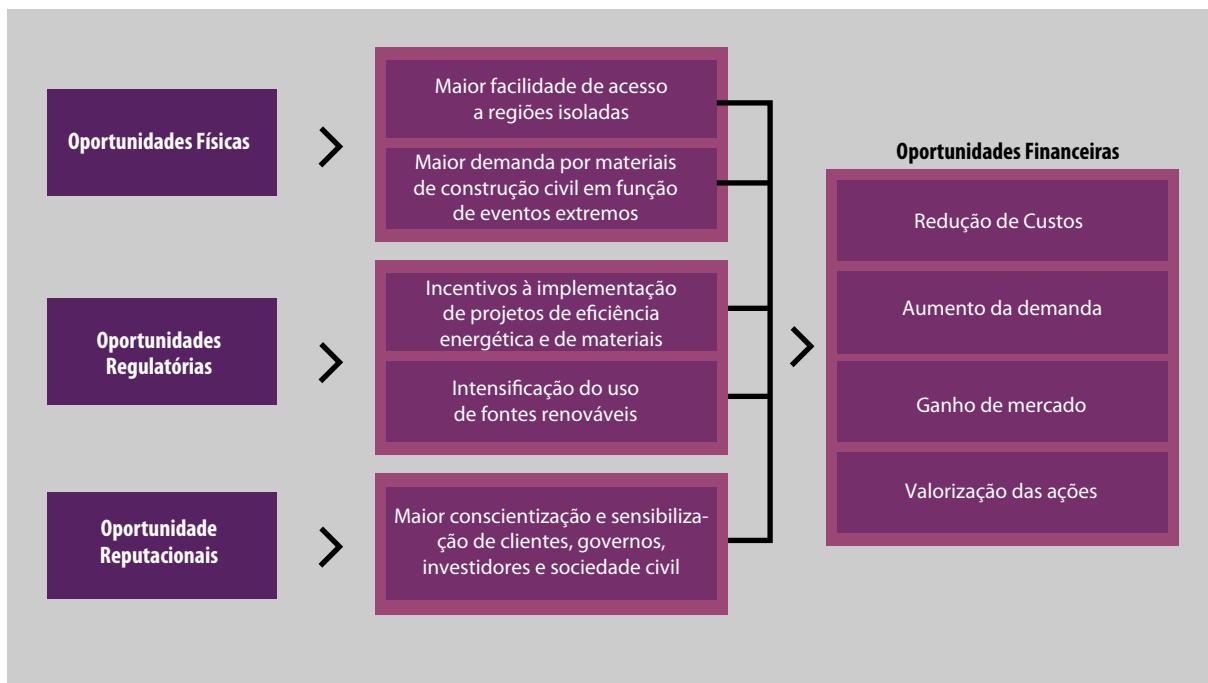 Oportunidades Físicas
Maior facilidade de acesso
a regiões isoladas
Maior demanda por materiais
de construção civil em função
de eventos extremos
Oportunidades
Regulatórias
Incentivos à implementação
de projetos de eficiência
energética e de materiais
Intensificação do uso
de fontes renováveis
Oportunidade
Reputacionais
Maior conscientização e sensibiliza-
ção de clientes, governos,
investidores e sociedade civil
Oportunidades Financeiras
Redução de Custos
Aumento da demanda
Ganho de mercado
Valorização das ações